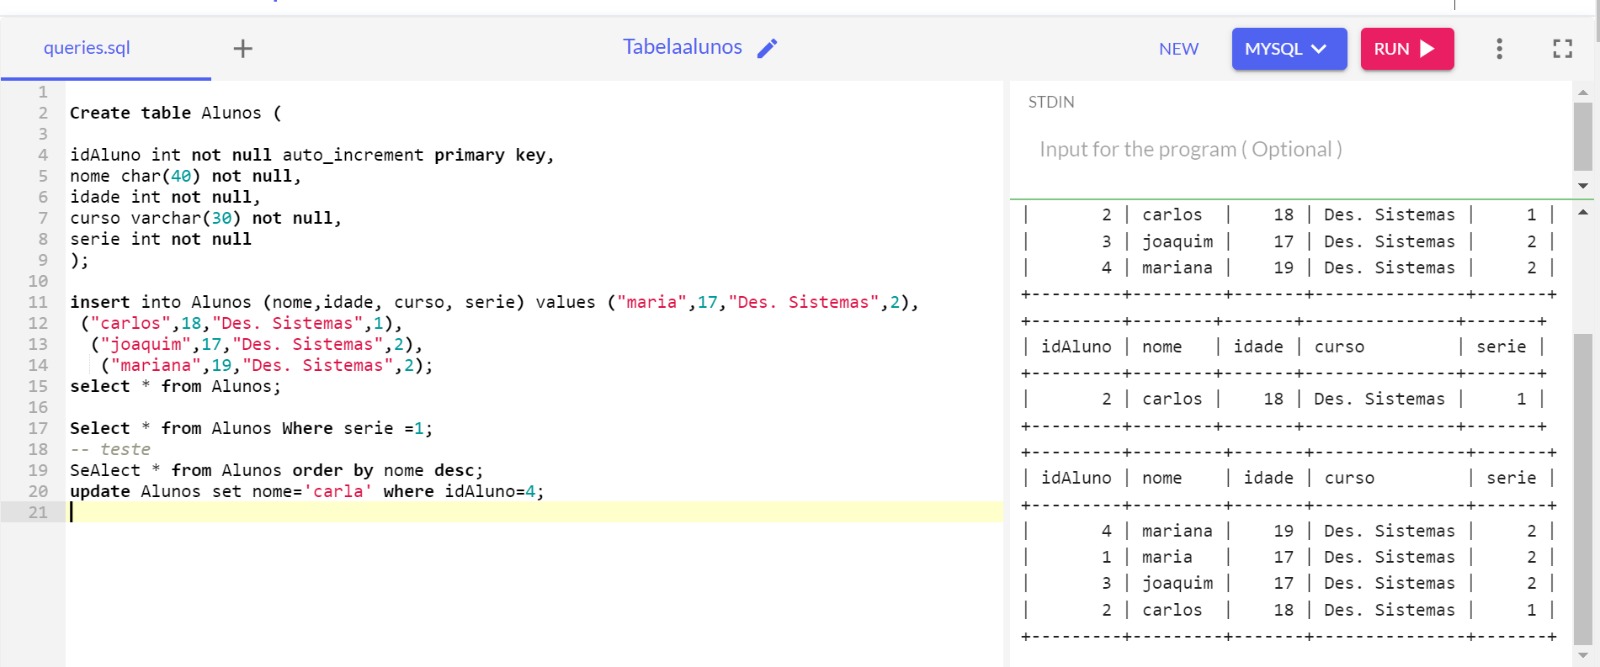 queries.sql + Tabelaalunos NEW MYSQL RUN
1
2 Create table Alunos (
3
4 idAluno int not null auto_increment primary key,
5 nome char(40) not null,
6 idade int not null,
7 curso varchar(30) not null,
8 serie int not null
9 );
10
11 insert into Alunos (nome,idade, curso, serie) values ("maria",17,"Des. Sistemas",2),
12 ("carlos",18,"Des. Sistemas",1),
13 ("joaquim",17,"Des. Sistemas",2),
14 ("mariana",19,"Des. Sistemas",2);
15 select * from Alunos;
16
17 Select * from Alunos Where serie =1;
18 -- teste
19 SeAlect * from Alunos order by nome desc;
20 update Alunos set nome='carla' where idAluno=4;
21
STDIN
Input for the program ( Optional )
| 2 | carlos | 18 | Des. Sistemas | 1 |
| 3 | joaquim | 17 | Des. Sistemas | 2 |
| 4 | mariana | 19 | Des. Sistemas | 2 |
+---------+---------+-------+---------------+-------+
+---------+--------+-------+---------------+-------+
| idAluno | nome | idade | curso | serie |
+---------+--------+-------+---------------+-------+
| 2 | carlos | 18 | Des. Sistemas | 1 |
+---------+--------+-------+---------------+-------+
+---------+---------+-------+---------------+-------+
| idAluno | nome | idade | curso | serie |
+---------+---------+-------+---------------+-------+
| 4 | mariana | 19 | Des. Sistemas | 2 |
| 1 | maria | 17 | Des. Sistemas | 2 |
| 3 | joaquim | 17 | Des. Sistemas | 2 |
| 2 | carlos | 18 | Des. Sistemas | 1 |
+---------+---------+-------+---------------+-------+